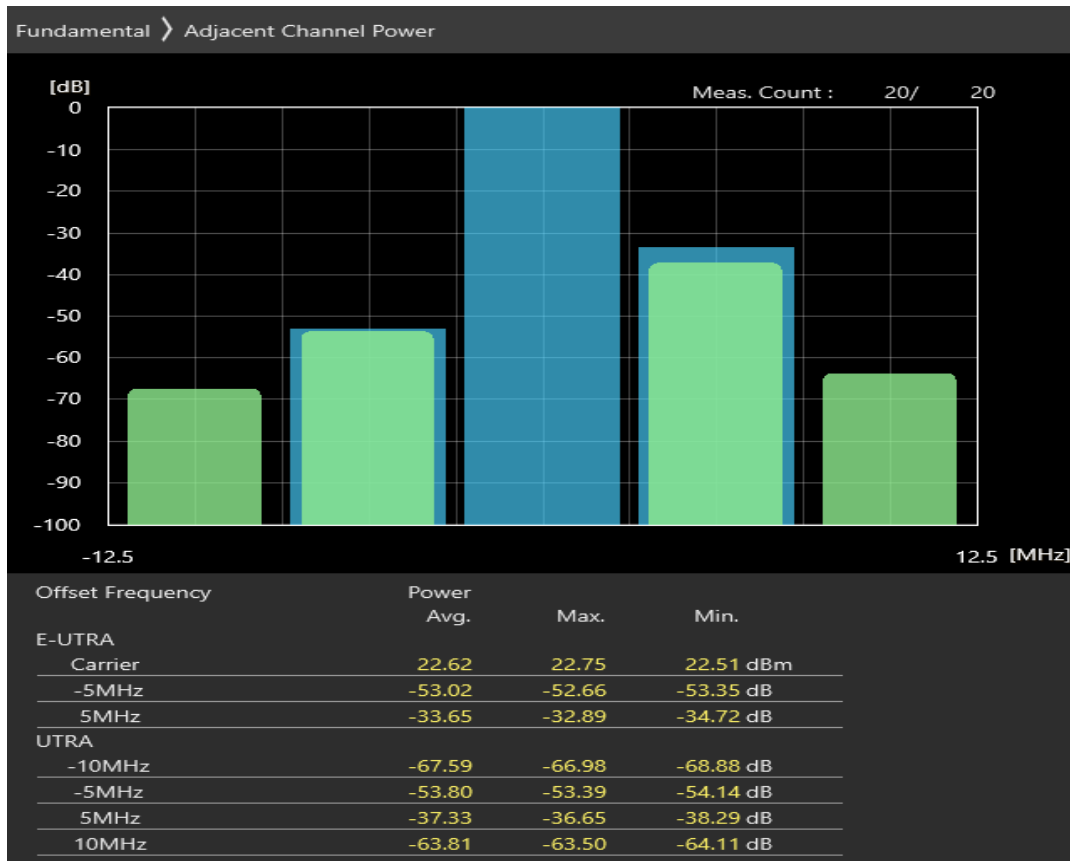 Fundamental ❯ Adjacent Channel Power
[dB]
Meas. Count : 20/ 20
0
-10
-20
-30
-40
-50
-60
-70
-80
-90
-100
-12.5 12.5 [MHz]
Offset Frequency Power
Avg. Max. Min.
E-UTRA
Carrier 22.62 22.75 22.51 dBm
-5MHz -53.02 -52.66 -53.35 dB
5MHz -33.65 -32.89 -34.72 dB
UTRA
-10MHz -67.59 -66.98 -68.88 dB
-5MHz -53.80 -53.39 -54.14 dB
5MHz -37.33 -36.65 -38.29 dB
10MHz -63.81 -63.50 -64.11 dB